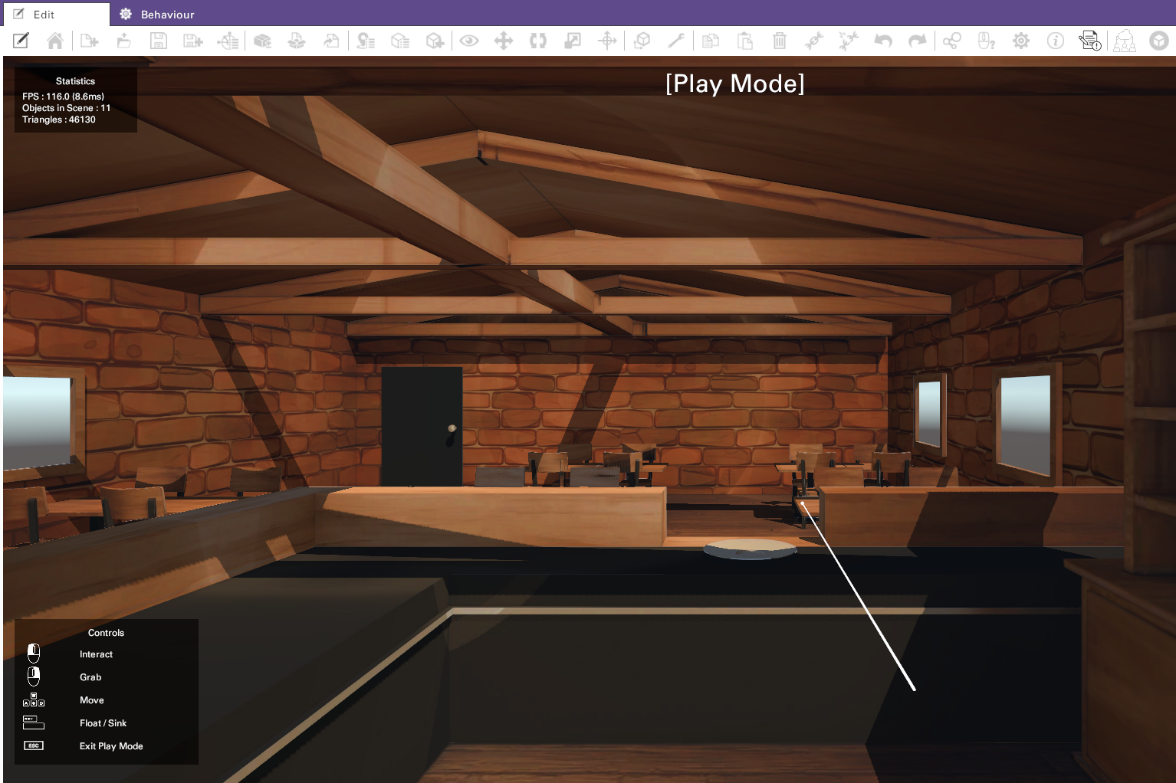 Edit
Behaviour
[Play Mode]
Statistics
FPS : 116.0 (8.6ms)
Objects in Scene : 11
Triangles : 46130
Controls
Interact
Grab
Move
Float / Sink
ESC
Exit Play Mode